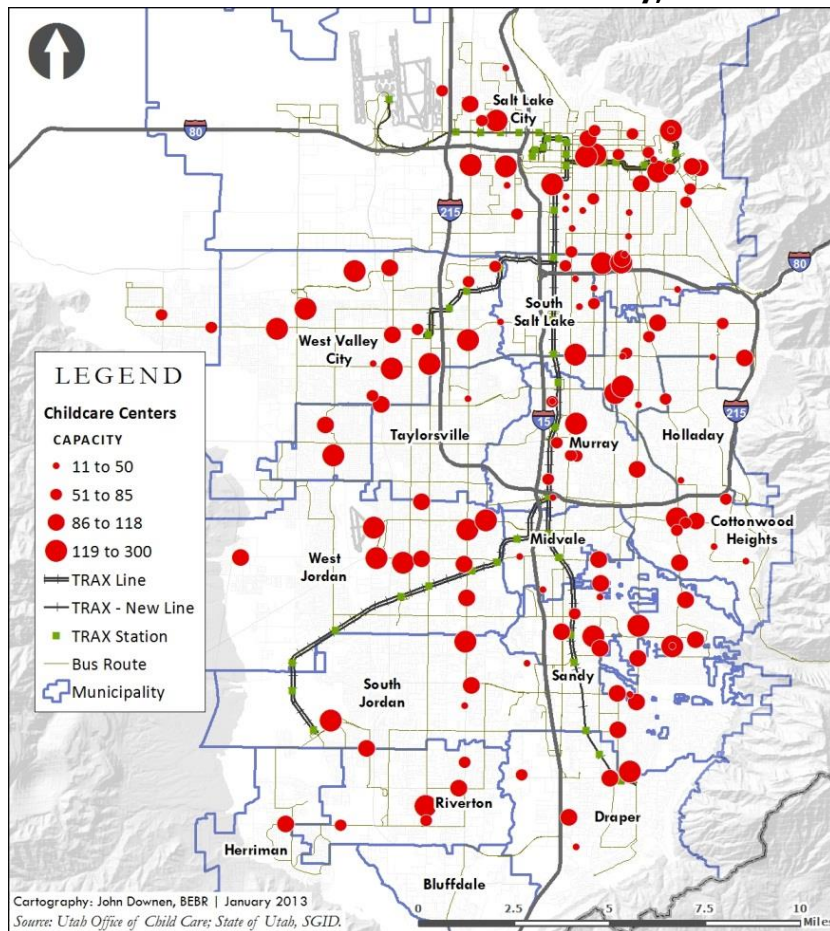 Salt Lake
City
80
215
80
South
Salt Lake
West Valley
City
LEGEND
Childcare Centers
CAPACITY
11 to 50
51 to 85
86 to 118
119 to 300
TRAX Line
TRAX - New Line
TRAX Station
Bus Route
Municipality
15
215
Taylorsville
Murray
Holladay
Cottonwood
Heights
Midvale
West
Jordan
Sandy
South
Jordan
Riverton
Draper
Herriman
Bluffdale
Cartography: John Downen, BEBR | January 2013
Source: Utah Office of Child Care; State of Utah, SGID.
0 2.5 5 7.5 10
Miles